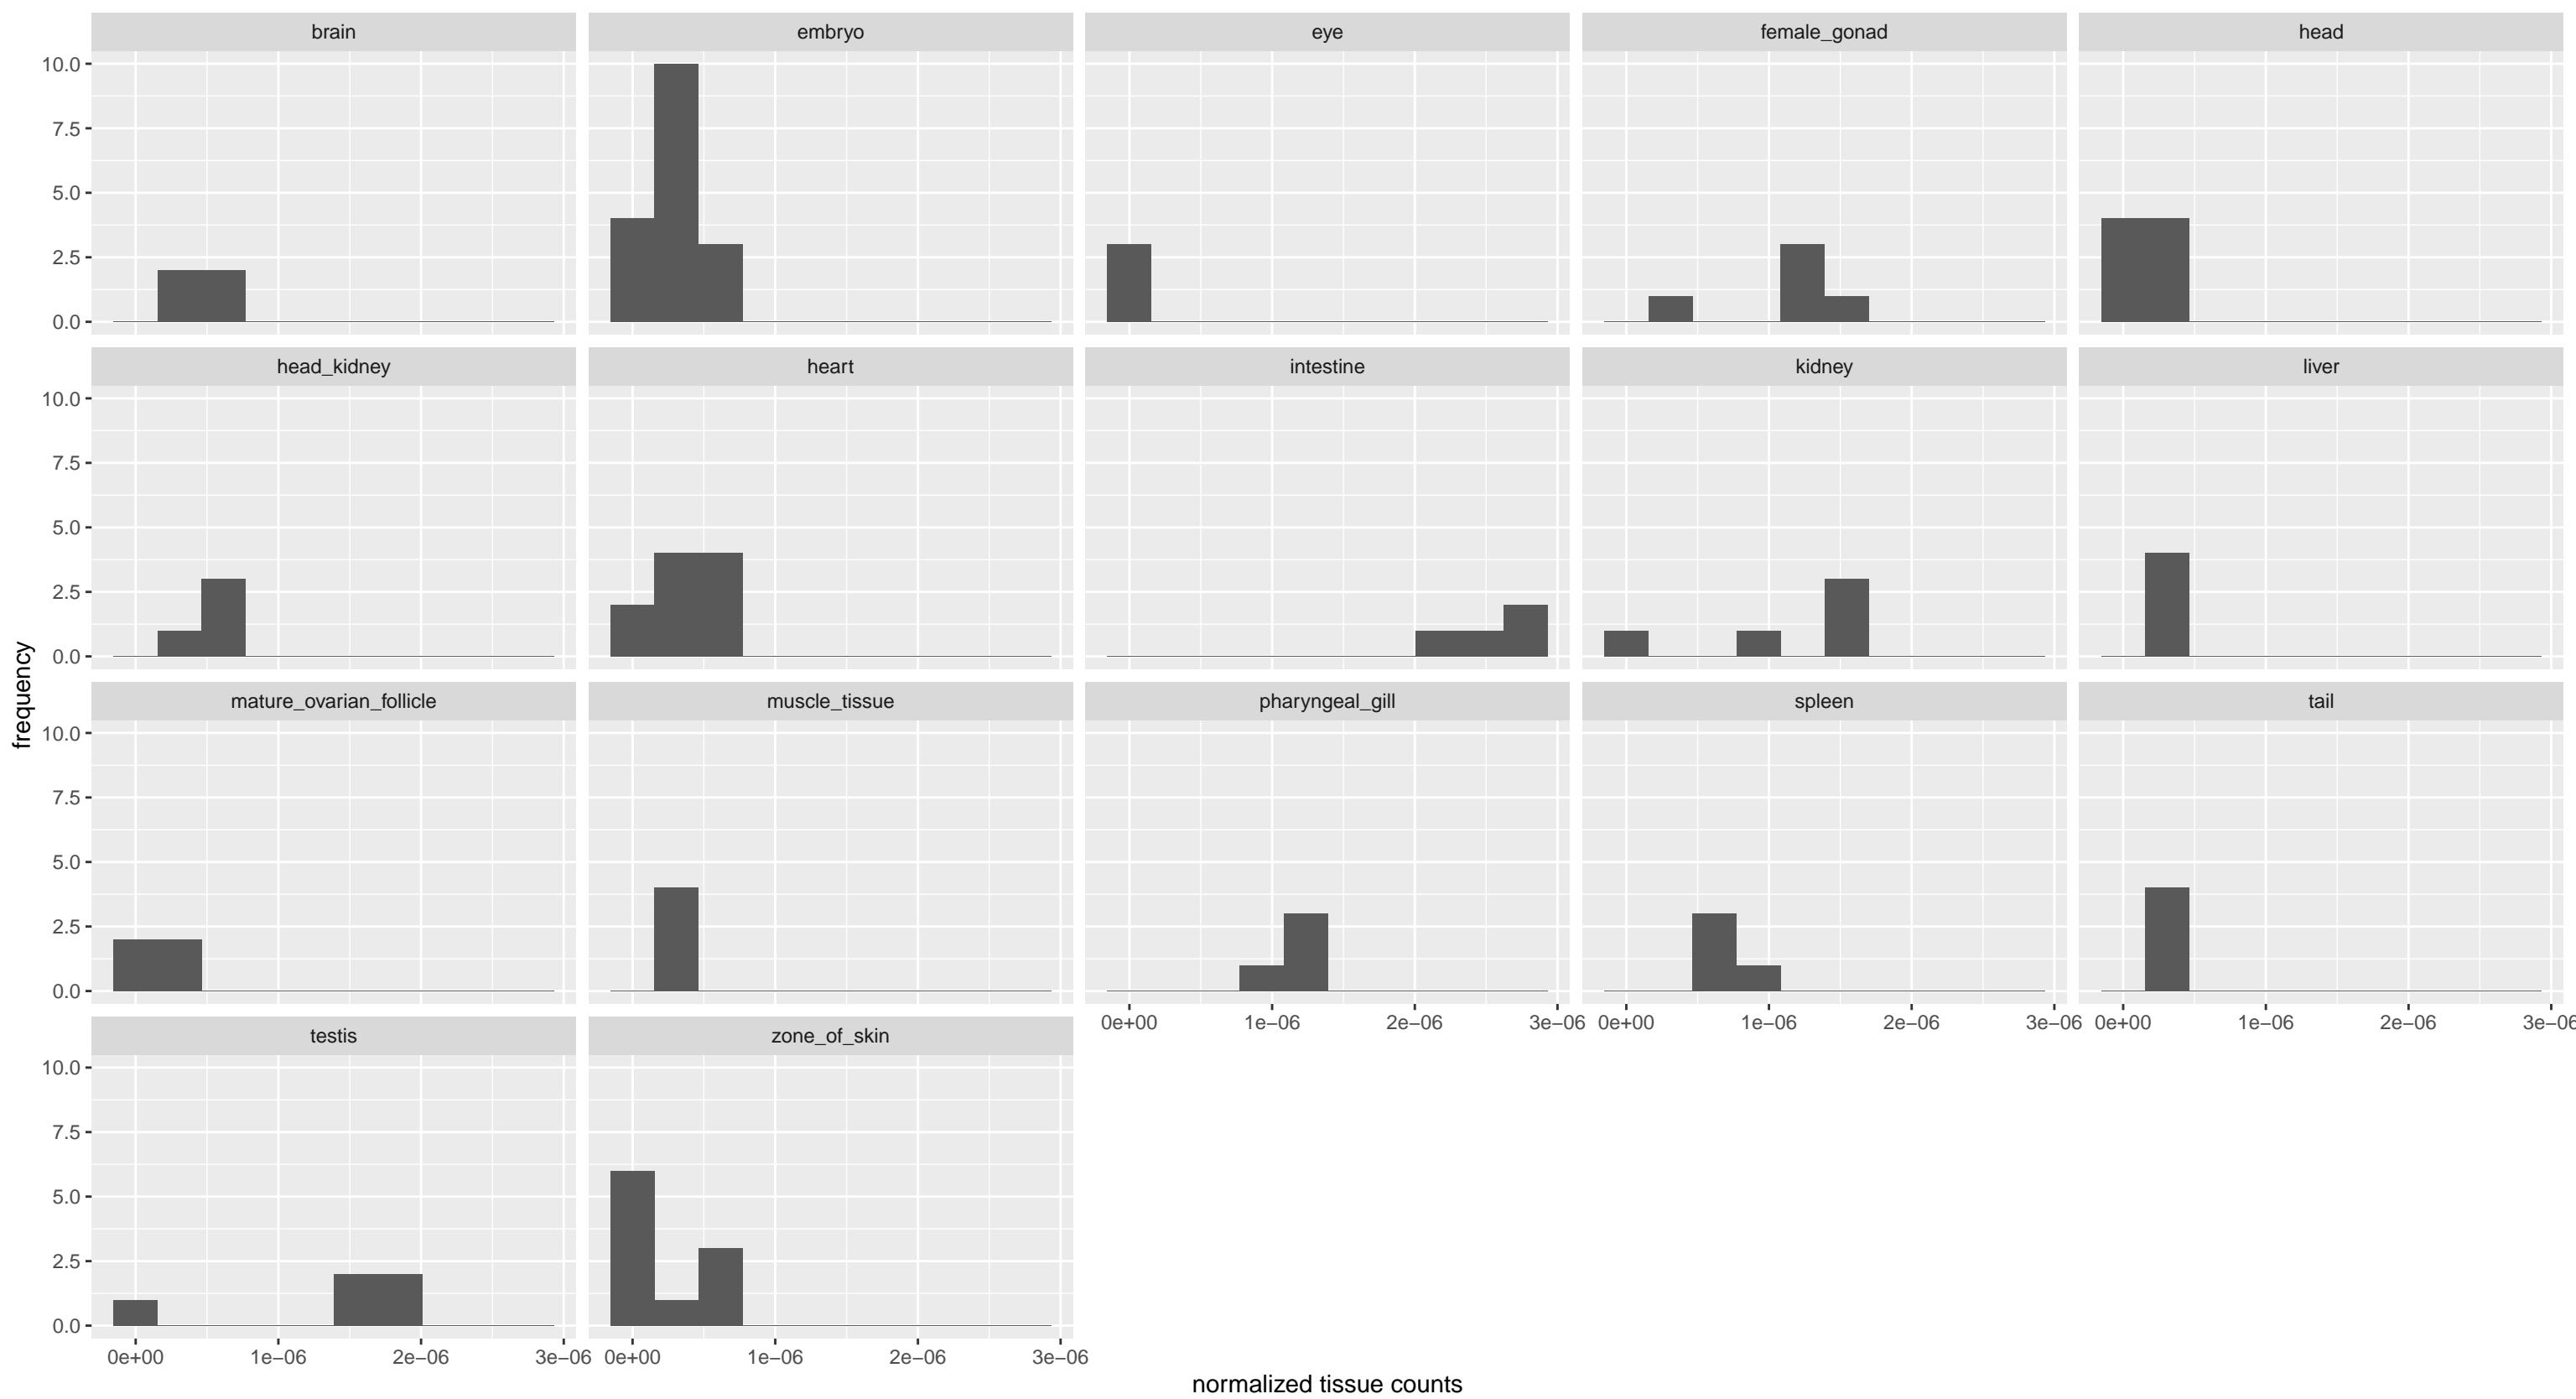 brain embryo eye female_gonad head
10.0
7.5
5.0
2.5
0.0
head_kidney heart intestine kidney liver
10.0
7.5
5.0
2.5
0.0
frequency
mature_ovarian_follicle muscle_tissue pharyngeal_gill spleen tail
10.0
7.5
5.0
2.5
0.0
0e+00 1e−06 2e−06 3e−06 0e+00 1e−06 2e−06 3e−06 0e+00 1e−06 2e−06 3e−06
testis zone_of_skin
10.0
7.5
5.0
2.5
0.0
0e+00 1e−06 2e−06 3e−06 0e+00 1e−06 2e−06 3e−06
normalized tissue counts